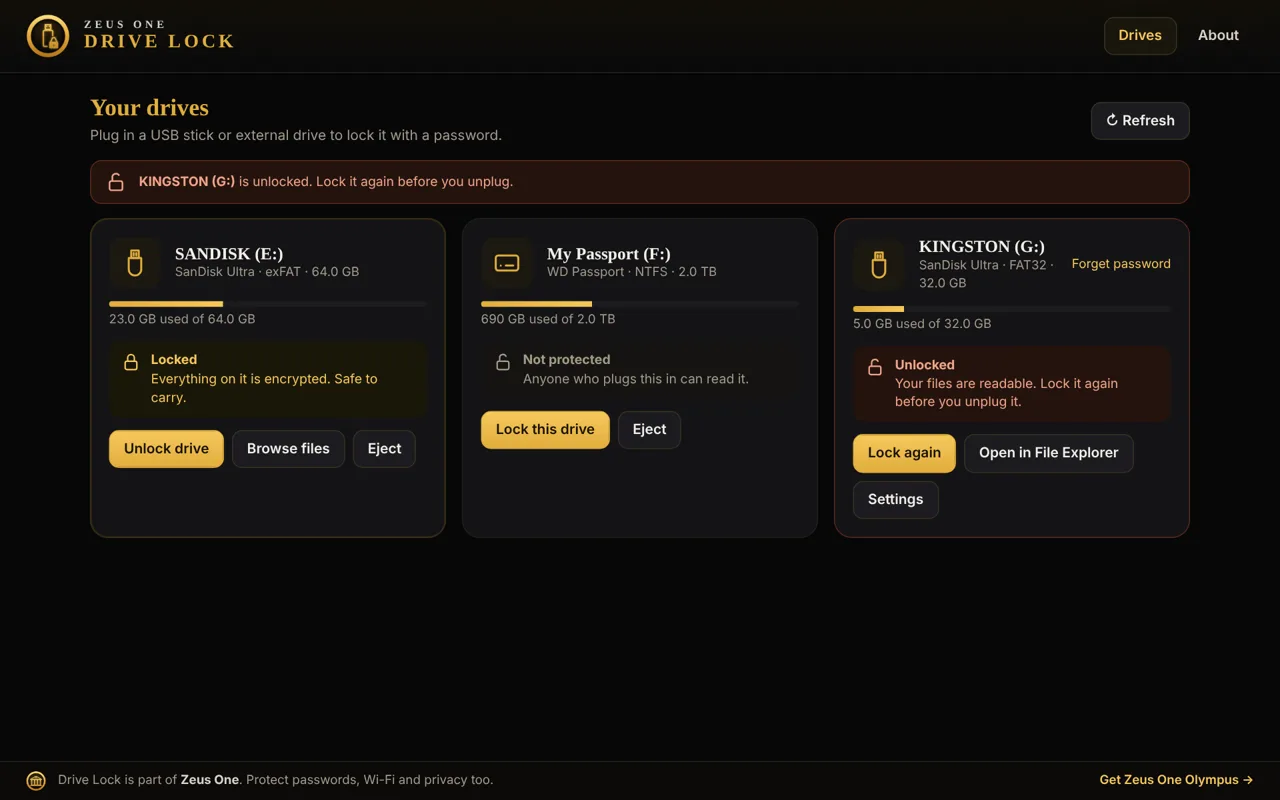 ZEUS ONE
DRIVE LOCK
Drives
About
Your drives
Plug in a USB stick or external drive to lock it with a password.
Refresh
KINGSTON (G:) is unlocked. Lock it again before you unplug.
SANDISK (E:)
SanDisk Ultra · exFAT · 64.0 GB
23.0 GB used of 64.0 GB
Locked
Everything on it is encrypted. Safe to
carry.
Unlock drive
Browse files
Eject
My Passport (F:)
WD Passport · NTFS · 2.0 TB
690 GB used of 2.0 TB
Not protected
Anyone who plugs this in can read it.
Lock this drive
Eject
KINGSTON (G:)
SanDisk Ultra · FAT32 ·
32.0 GB
Forget password
5.0 GB used of 32.0 GB
Unlocked
Your files are readable. Lock it again
before you unplug it.
Lock again
Open in File Explorer
Settings
Drive Lock is part of Zeus One. Protect passwords, Wi-Fi and privacy too.
Get Zeus One Olympus →